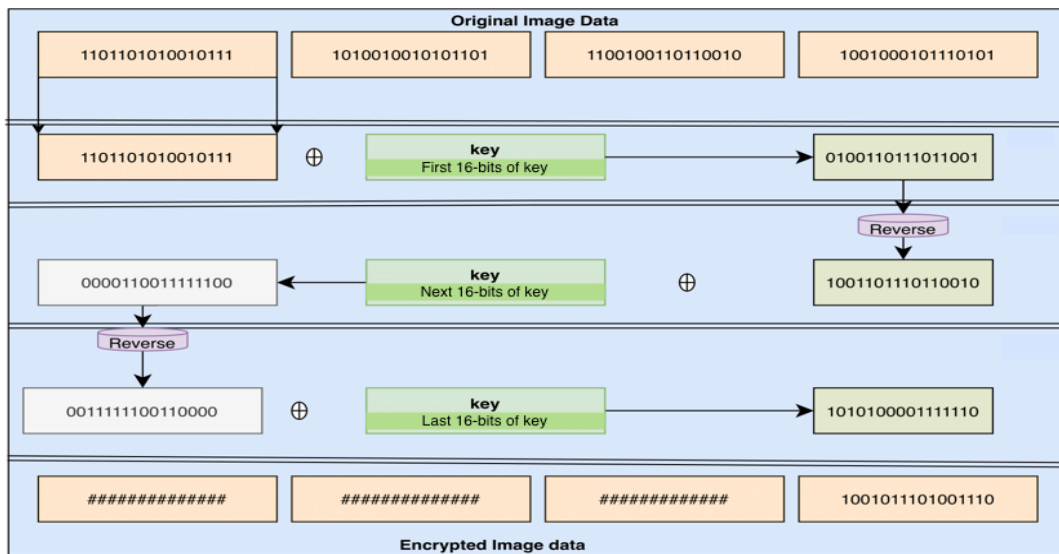 Original Image Data
1101101010010111 1010010010101101 1100100110110010 1001000101110101
1101101010010111 ⊕ key 0100110111011001
First 16-bits of key
Reverse
0000110011111100 key ⊕ 1001101110110010
Next 16-bits of key
Reverse
0011111100110000 ⊕ key 1010100001111110
Last 16-bits of key
############## ############## ############# 1001011101001110
Encrypted Image data